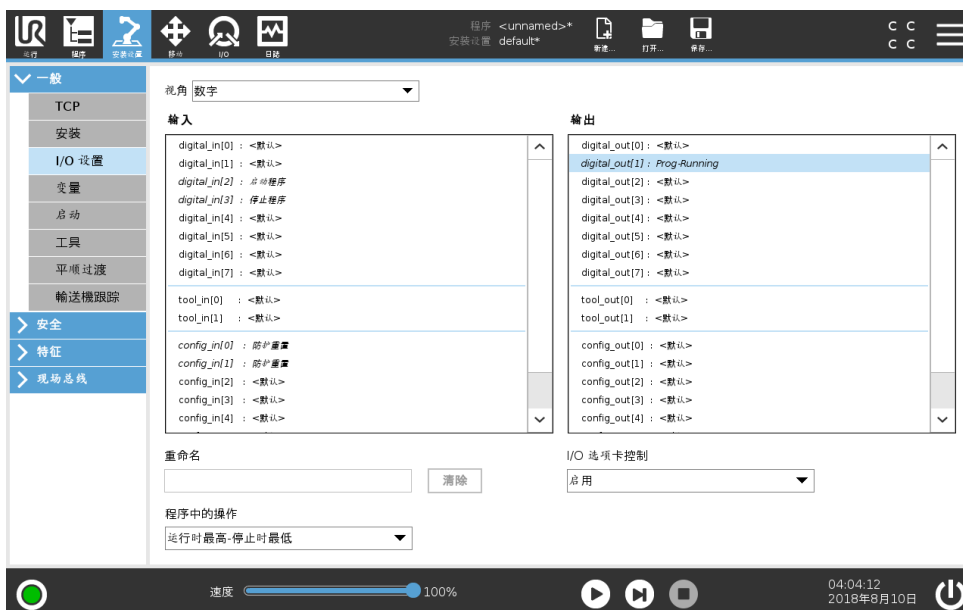 程序 <unnamed>*
安装设置 default*
C C
C C
运行 程序 安装设置 移动 I/O 日誌 新建... 打开... 保存...
一般
TCP
安装
I/O 设置
变量
启动
工具
平顺过渡
輸送機跟踪
安全
特征
现场总线
视角 数字
输入
digital_in[0] : <默认>
digital_in[1] : <默认>
digital_in[2] : 启动程序
digital_in[3] : 停止程序
digital_in[4] : <默认>
digital_in[5] : <默认>
digital_in[6] : <默认>
digital_in[7] : <默认>
tool_in[0] : <默认>
tool_in[1] : <默认>
config_in[0] : 防护重置
config_in[1] : 防护重置
config_in[2] : <默认>
config_in[3] : <默认>
config_in[4] : <默认>
输出
digital_out[0] : <默认>
digital_out[1] : Prog-Running
digital_out[2] : <默认>
digital_out[3] : <默认>
digital_out[4] : <默认>
digital_out[5] : <默认>
digital_out[6] : <默认>
digital_out[7] : <默认>
tool_out[0] : <默认>
tool_out[1] : <默认>
config_out[0] : <默认>
config_out[1] : <默认>
config_out[2] : <默认>
config_out[3] : <默认>
config_out[4] : <默认>
重命名
清除
I/O 选项卡控制
启用
程序中的操作
运行时最高-停止时最低
速度 100%
04:04:12
2018年8月10日